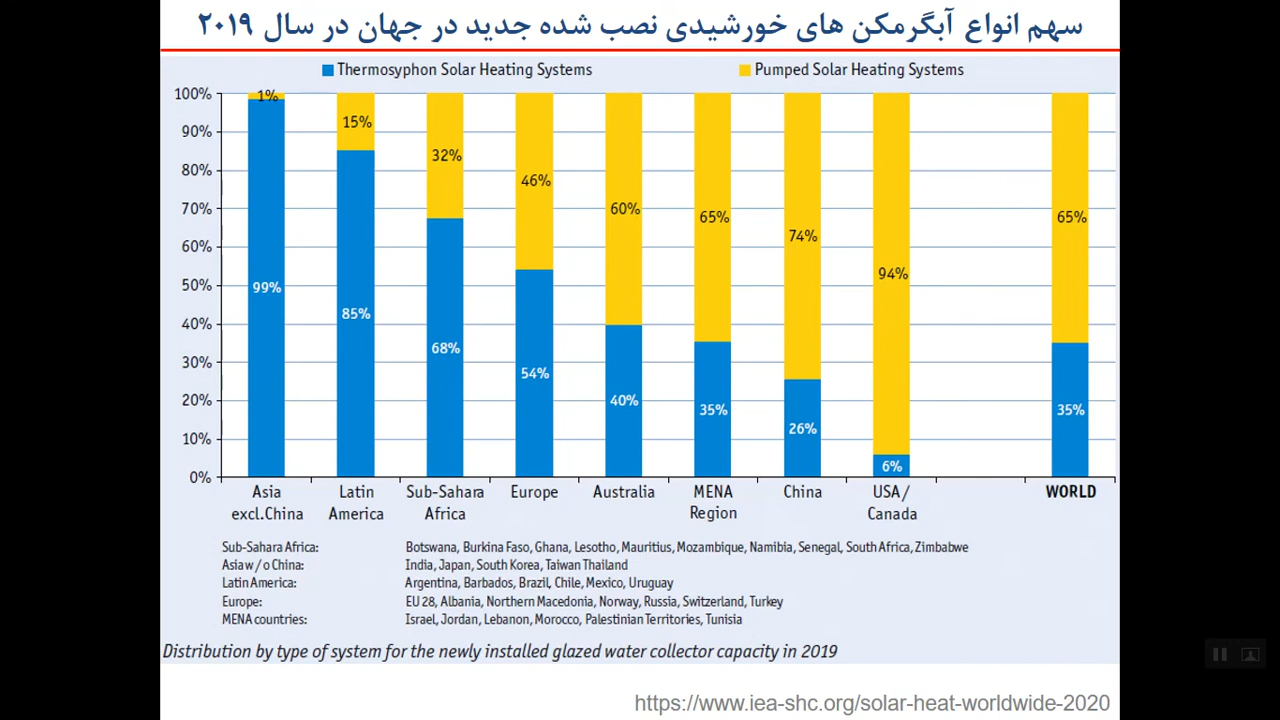 سهم انواع آبگرمکن های خورشیدی نصب شده جدید در جهان در سال ۲۰۱۹
Thermosyphon Solar Heating Systems Pumped Solar Heating Systems
100%
90%
80%
70%
60%
50%
40%
30%
20%
10%
0%
1% 15% 32% 46% 60% 65% 74% 94% 65%
99% 85% 68% 54% 40% 35% 26% 6% 35%
Asia excl.China
Latin America
Sub-Sahara Africa
Europe
Australia
MENA Region
China
USA/ Canada
WORLD
Sub-Sahara Africa: Botswana, Burkina Faso, Ghana, Lesotho, Mauritius, Mozambique, Namibia, Senegal, South Africa, Zimbabwe
Asia w/o China: India, Japan, South Korea, Taiwan Thailand
Latin America: Argentina, Barbados, Brazil, Chile, Mexico, Uruguay
Europe: EU 28, Albania, Northern Macedonia, Norway, Russia, Switzerland, Turkey
MENA countries: Israel, Jordan, Lebanon, Morocco, Palestinian Territories, Tunisia
Distribution by type of system for the newly installed glazed water collector capacity in 2019
https://www.iea-shc.org/solar-heat-worldwide-2020